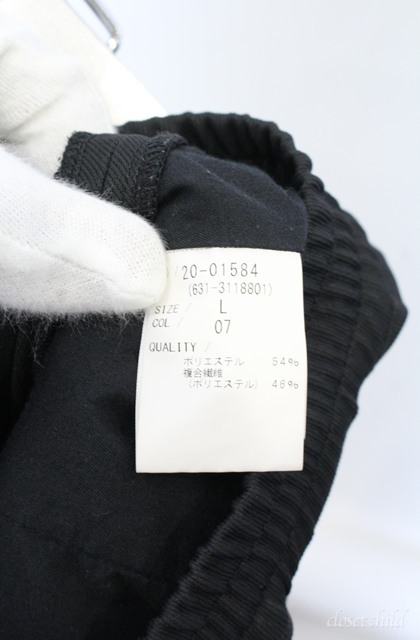 20-01584
(631-3118801)
SIZE / L
COL / 07
QUALITY /
ポリエステル 54%
複合繊維
(ポリエステル) 46%
closet child